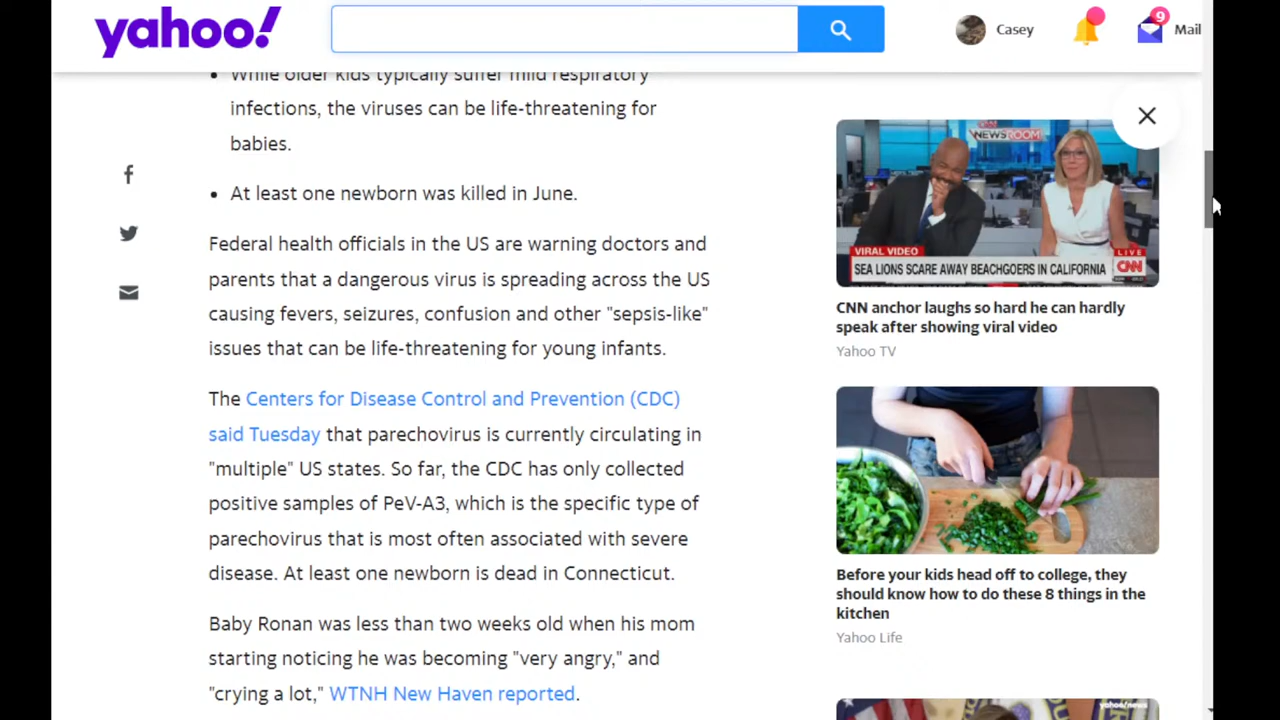 yahoo!
Casey
9
Mail
While older kids typically suffer mild respiratory
infections, the viruses can be life-threatening for
babies.
At least one newborn was killed in June.
Federal health officials in the US are warning doctors and
parents that a dangerous virus is spreading across the US
causing fevers, seizures, confusion and other "sepsis-like"
issues that can be life-threatening for young infants.
The Centers for Disease Control and Prevention (CDC)
said Tuesday that parechovirus is currently circulating in
"multiple" US states. So far, the CDC has only collected
positive samples of PeV-A3, which is the specific type of
parechovirus that is most often associated with severe
disease. At least one newborn is dead in Connecticut.
Baby Ronan was less than two weeks old when his mom
starting noticing he was becoming "very angry," and
"crying a lot," WTNH New Haven reported.
NEWSROOM
VIRAL VIDEO
LIVE
SEA LIONS SCARE AWAY BEACHGOERS IN CALIFORNIA
CNN
CNN anchor laughs so hard he can hardly
speak after showing viral video
Yahoo TV
Before your kids head off to college, they
should know how to do these 8 things in the
kitchen
Yahoo Life
yahoo!news